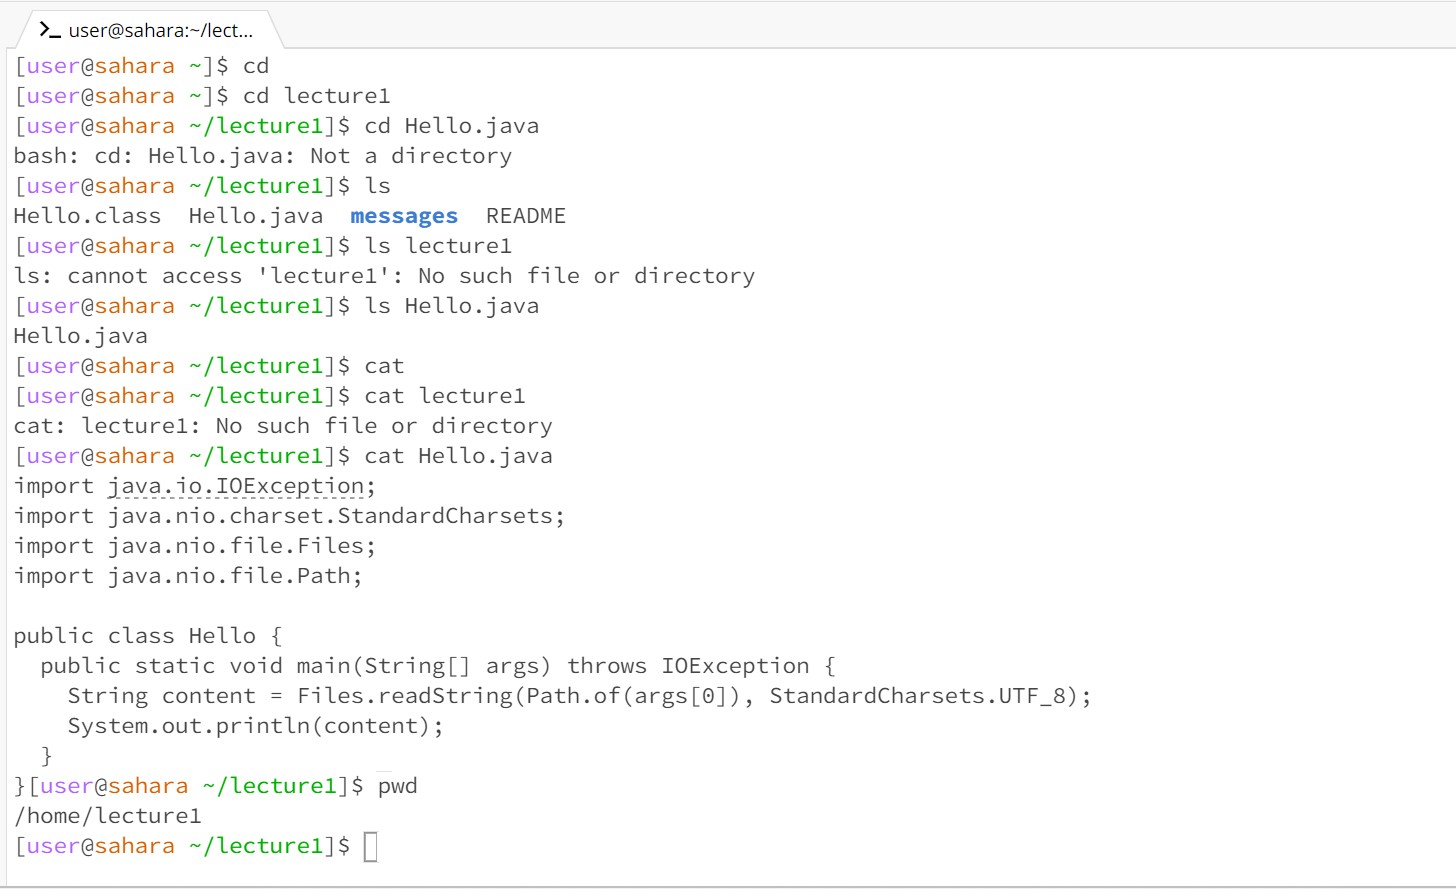 >_ user@sahara:~/lect...
[user@sahara ~]$ cd
[user@sahara ~]$ cd lecture1
[user@sahara ~/lecture1]$ cd Hello.java
bash: cd: Hello.java: Not a directory
[user@sahara ~/lecture1]$ ls
Hello.class  Hello.java  messages  README
[user@sahara ~/lecture1]$ ls lecture1
ls: cannot access 'lecture1': No such file or directory
[user@sahara ~/lecture1]$ ls Hello.java
Hello.java
[user@sahara ~/lecture1]$ cat
[user@sahara ~/lecture1]$ cat lecture1
cat: lecture1: No such file or directory
[user@sahara ~/lecture1]$ cat Hello.java
import java.io.IOException;
import java.nio.charset.StandardCharsets;
import java.nio.file.Files;
import java.nio.file.Path;

public class Hello {
  public static void main(String[] args) throws IOException {
    String content = Files.readString(Path.of(args[0]), StandardCharsets.UTF_8);
    System.out.println(content);
  }
}[user@sahara ~/lecture1]$ pwd
/home/lecture1
[user@sahara ~/lecture1]$